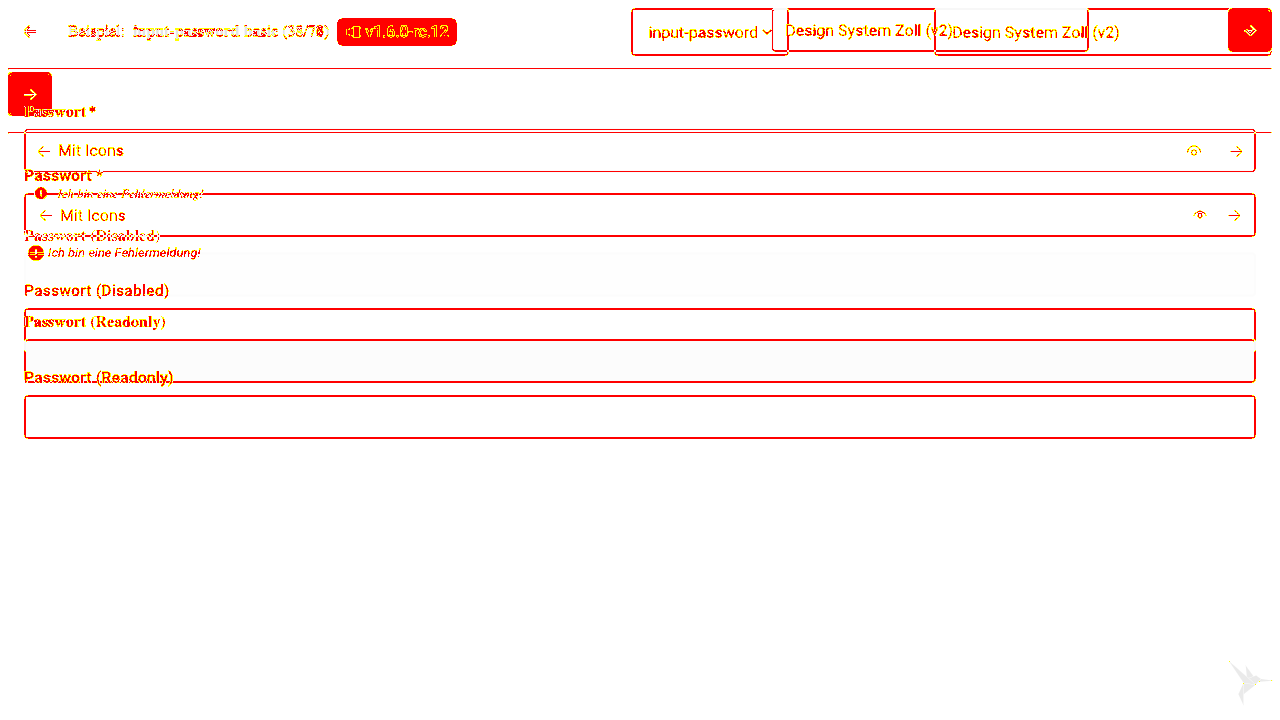 Beispiel: input-password basic (36/76) v1.6.0-rc.12 input-password Design System Zoll (v2) Design System Zoll (v2)
Passwort *
Mit Icons
Passwort *
Ich bin eine Fehlermeldung!
Mit Icons
Passwort (Disabled)
Ich bin eine Fehlermeldung!
Passwort (Disabled)
Passwort (Readonly)
Passwort (Readonly)